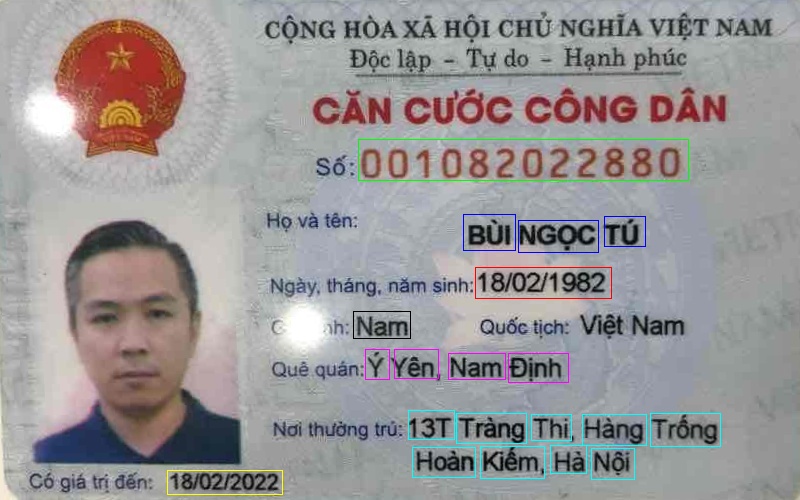 CỘNG HÒA XÃ HỘI CHỦ NGHĨA VIỆT NAM
Độc lập - Tự do - Hạnh phúc
CĂN CƯỚC CÔNG DÂN
Số: 001082022880
Họ và tên:
BÙI NGỌC TÚ
Ngày, tháng, năm sinh: 18/02/1982
Nam Quốc tịch: Việt Nam
Quê quán: Ý Yên, Nam Định
Nơi thường trú: 13T Tràng Thi, Hàng Trống
Hoàn Kiếm, Hà Nội
Có giá trị đến: 18/02/2022